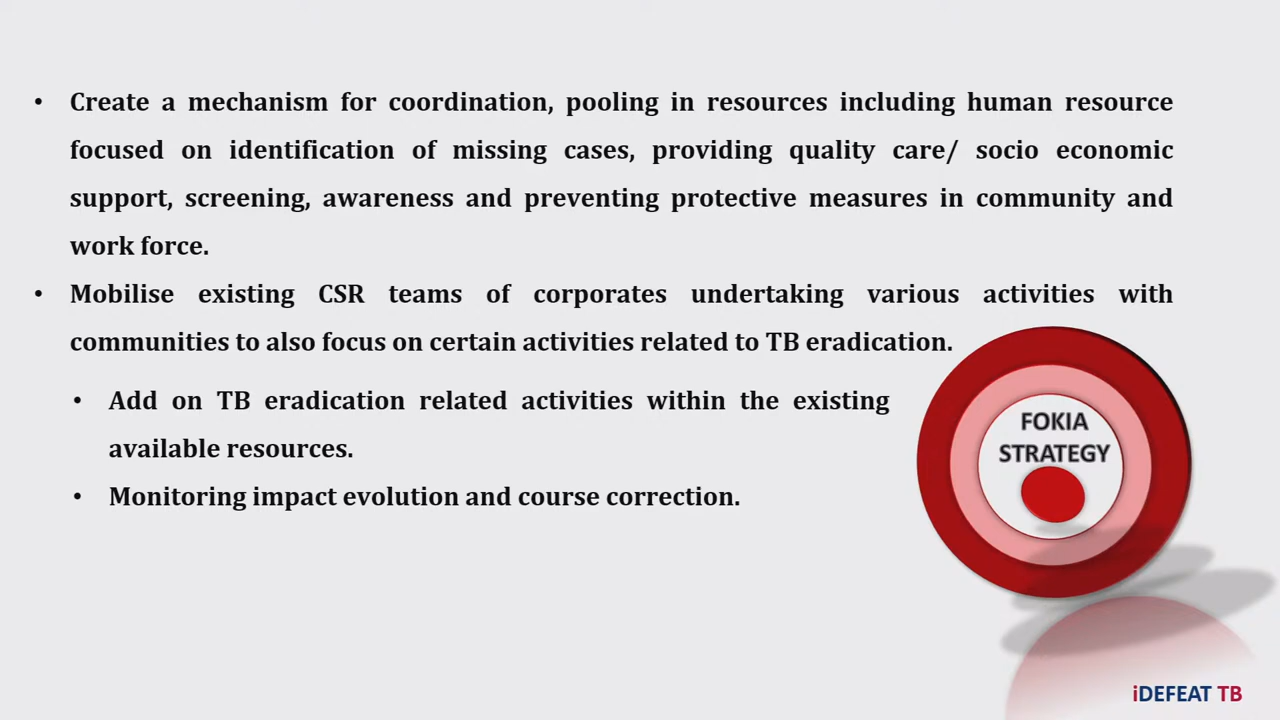 • Create a mechanism for coordination, pooling in resources including human resource
focused on identification of missing cases, providing quality care/ socio economic
support, screening, awareness and preventing protective measures in community and
work force.
• Mobilise existing CSR teams of corporates undertaking various activities with
communities to also focus on certain activities related to TB eradication.
• Add on TB eradication related activities within the existing
available resources.
• Monitoring impact evolution and course correction.
FOKIA
STRATEGY
iDEFEAT TB